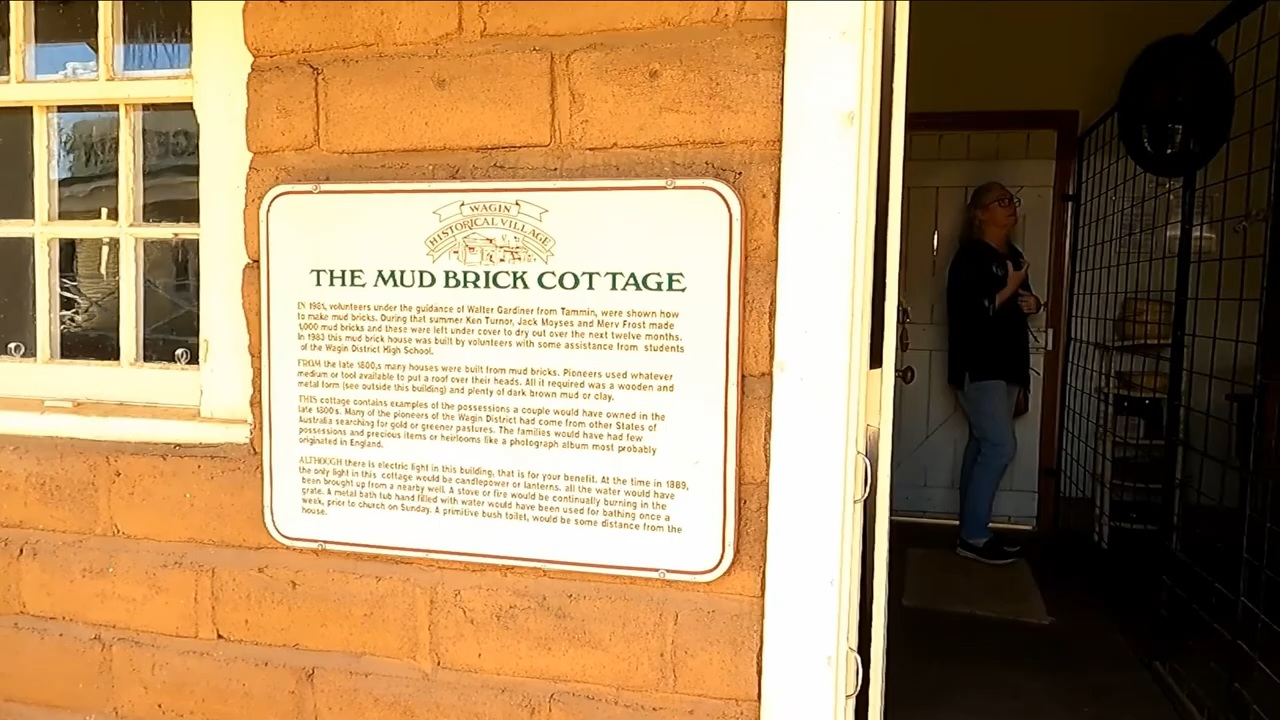 WAGIN
HISTORICAL VILLAGE
THE MUD BRICK COTTAGE
IN 1981, volunteers under the guidance of Walter Gardiner from Tammin, were shown how
to make mud bricks. During that summer Ken Turnor, Jack Moyses and Merv Frost made
1,000 mud bricks and these were left under cover to dry out over the next twelve months.
In 1983 this mud brick house was built by volunteers with some assistance from students
of the Wagin District High School.
FROM the late 1800,s many houses were built from mud bricks. Pioneers used whatever
medium or tool available to put a roof over their heads. All it required was a wooden and
metal form (see outside this building) and plenty of dark brown mud or clay.
THIS cottage contains examples of the possessions a couple would have owned in the
late 1800's. Many of the pioneers of the Wagin District had come from other States of
Australia searching for gold or greener pastures. The families would have had few
possessions and precious items or heirlooms like a photograph album most probably
originated in England.
ALTHOUGH there is electric light in this building, that is for your benefit. At the time in 1889,
the only light in this cottage would be candlepower or lanterns. all the water would have
been brought up from a nearby well. A stove or fire would be continually burning in the
grate. A metal bath tub hand filled with water would have been used for bathing once a
week, prior to church on Sunday. A primitive bush toilet, would be some distance from the
house.